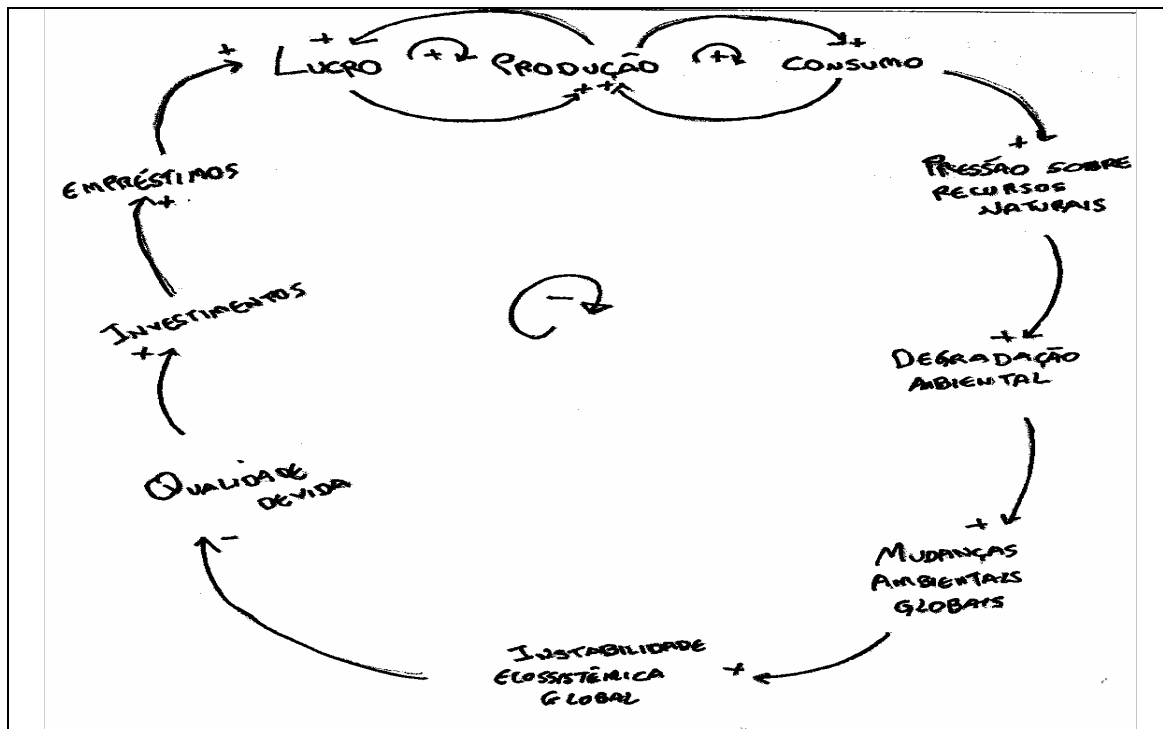 + + + +
LUCRO + PRODUÇÃO + CONSUMO
+ +
+
PRESSÃO SOBRE
RECURSOS
NATURAIS
EMPRÉSTIMOS
+
INVESTIMENTOS
+
-
+
DEGRADAÇÃO
AMBIENTAL
QUALIDADE
DE VIDA
-
+
MUDANÇAS
AMBIENTAIS
GLOBAIS
INSTABILIDADE
ECOSSISTÊMICA
GLOBAL
+